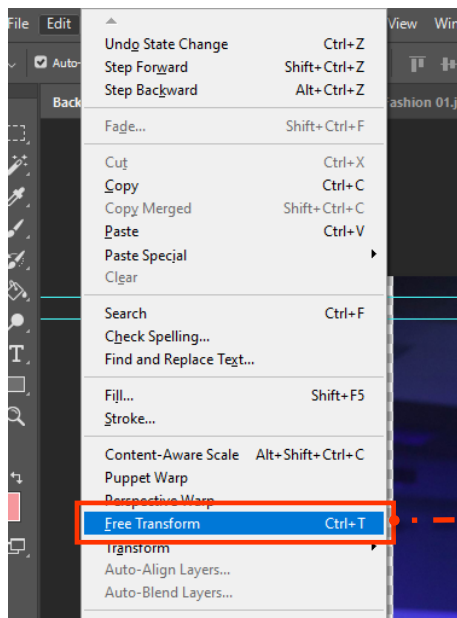 File Edit View Win
Auto-
Back ashion 01.j
Undo State Change Ctrl+Z
Step Forward Shift+Ctrl+Z
Step Backward Alt+Ctrl+Z
Fade... Shift+Ctrl+F
Cut Ctrl+X
Copy Ctrl+C
Copy Merged Shift+Ctrl+C
Paste Ctrl+V
Paste Special
Clear
Search Ctrl+F
Check Spelling...
Find and Replace Text...
Fill... Shift+F5
Stroke...
Content-Aware Scale Alt+Shift+Ctrl+C
Puppet Warp
Perspective Warp
Free Transform Ctrl+T
Transform
Auto-Align Layers...
Auto-Blend Layers...
T